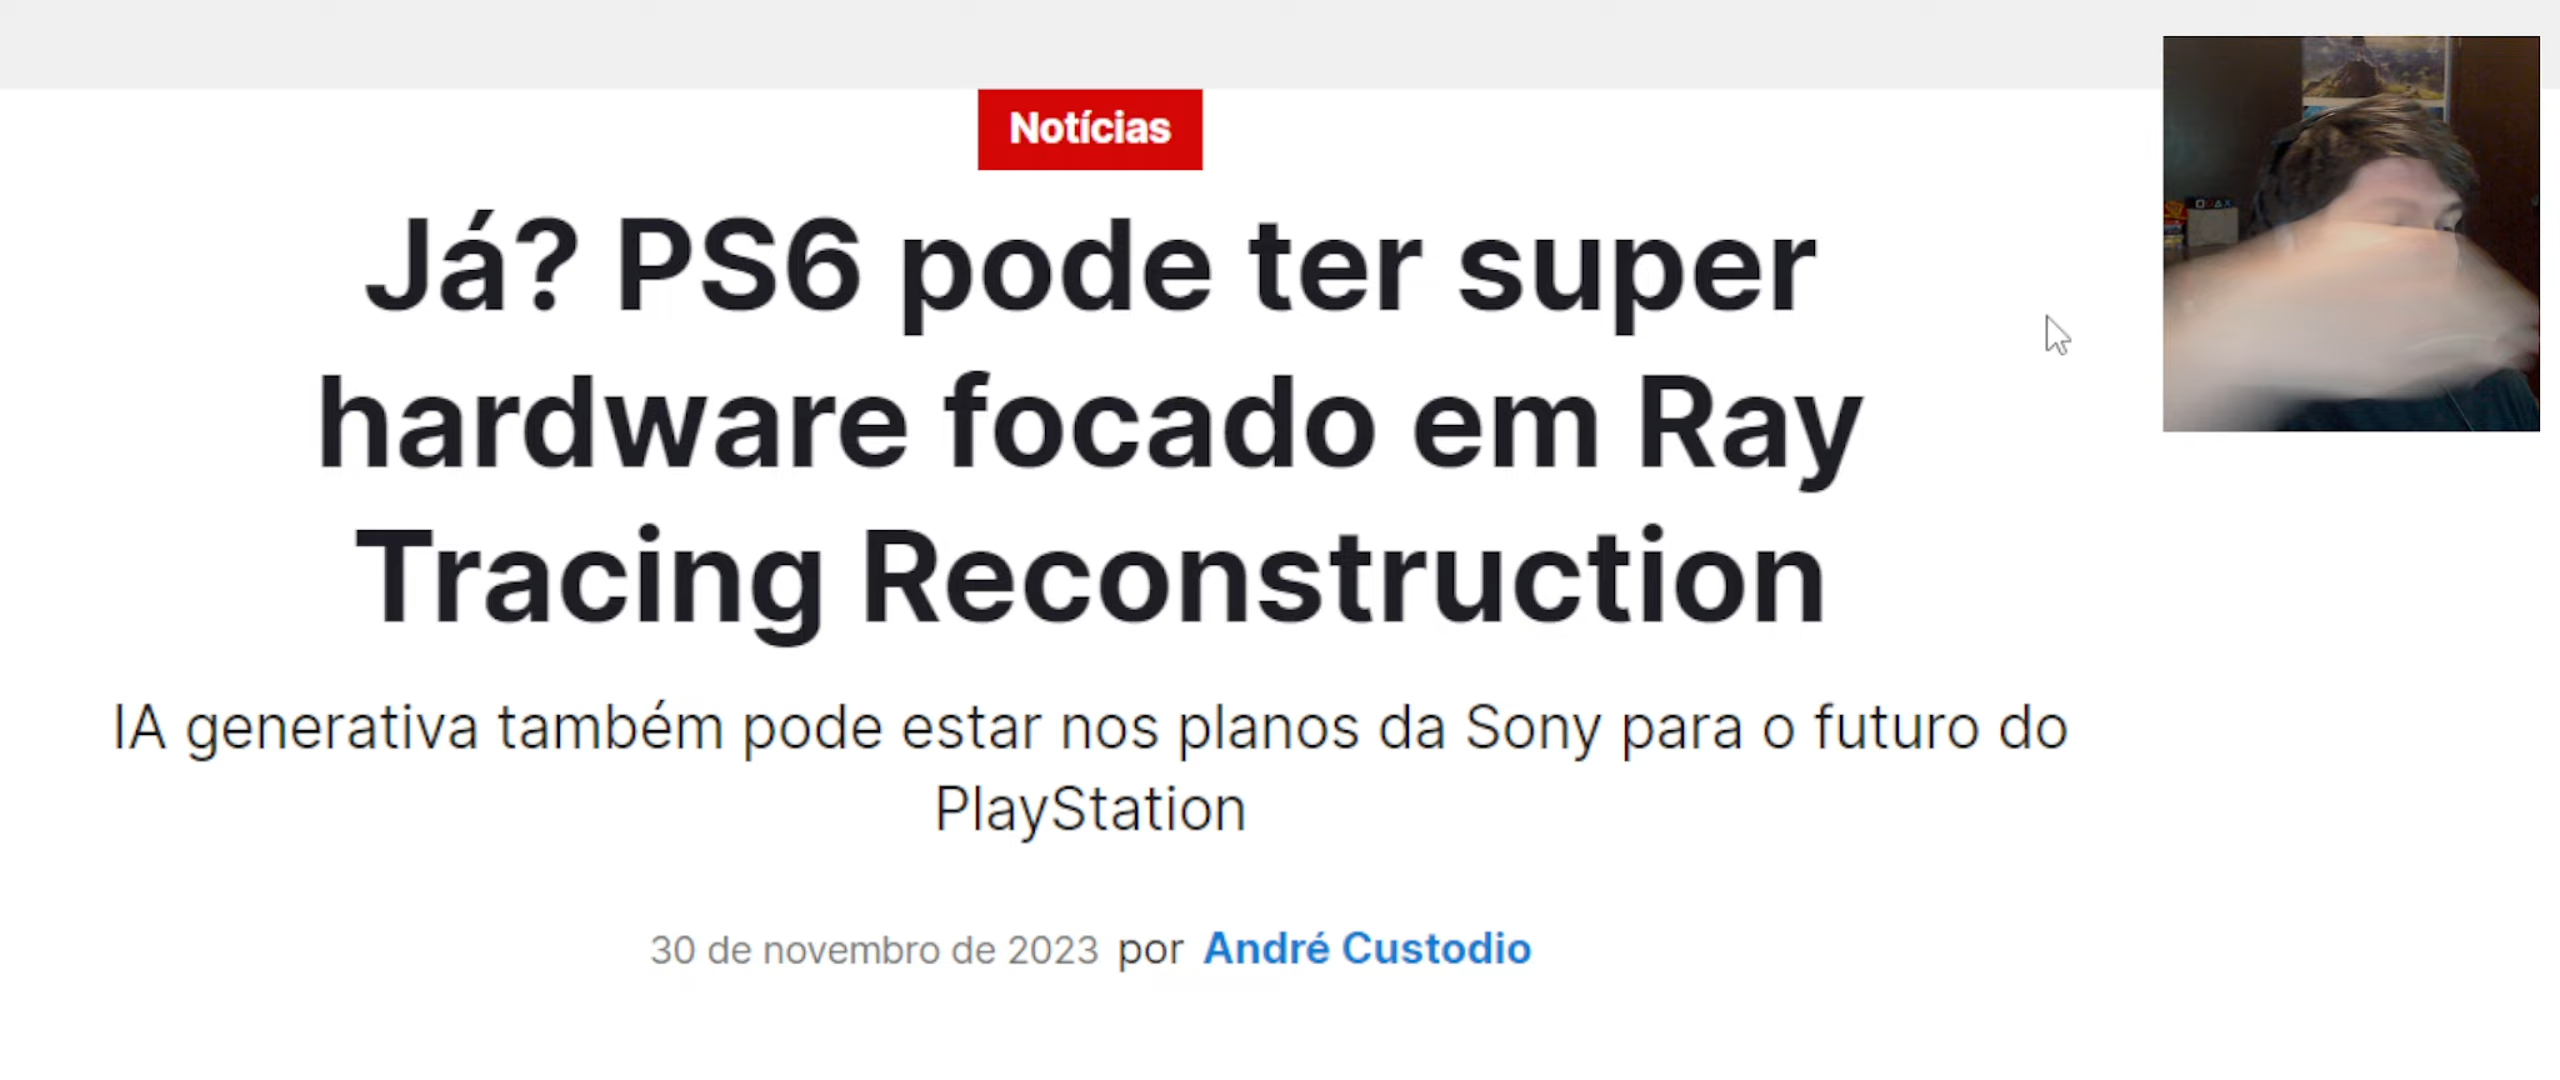 Notícias
Já? PS6 pode ter super
hardware focado em Ray
Tracing Reconstruction
IA generativa também pode estar nos planos da Sony para o futuro do
PlayStation
30 de novembro de 2023 por André Custodio